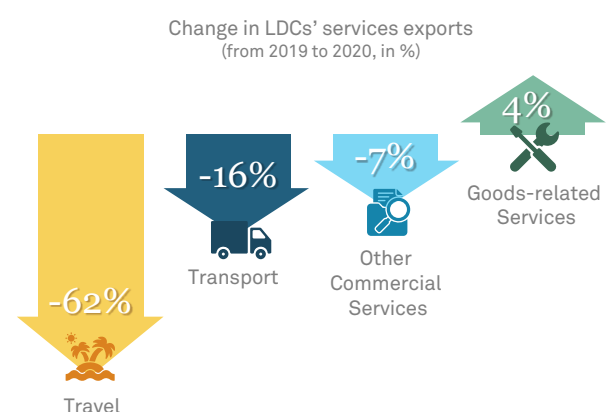 Change in LDCs’ services exports
(from 2019 to 2020, in %)
-62%
Travel
-16%
Transport
-7%
Other
Commercial
Services
4%
Goods-related
Services